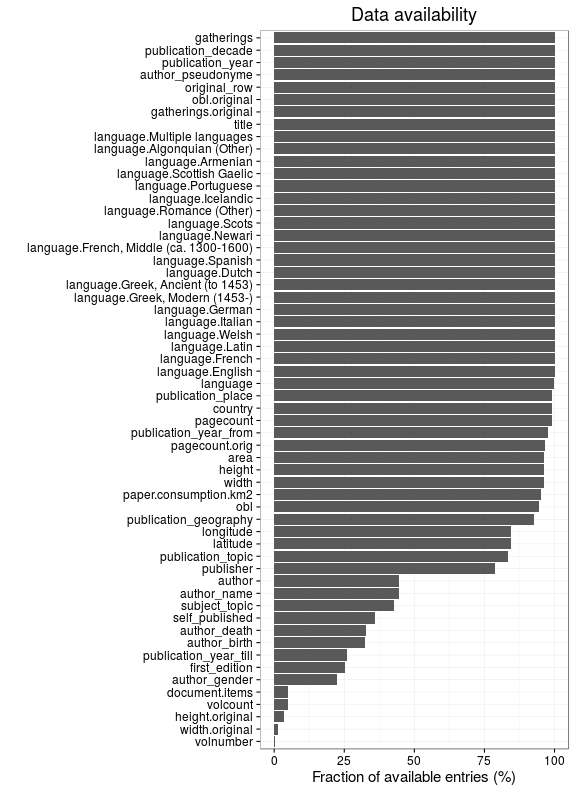 Data availability
gatherings
publication_decade
publication_year
author_pseudonyme
original_row
obl.original
gatherings.original
title
language.Multiple languages
language.Algonquian (Other)
language.Armenian
language.Scottish Gaelic
language.Portuguese
language.Icelandic
language.Romance (Other)
language.Scots
language.Newari
language.French, Middle (ca. 1300-1600)
language.Spanish
language.Dutch
language.Greek, Ancient (to 1453)
language.Greek, Modern (1453-)
language.German
language.Italian
language.Welsh
language.Latin
language.French
language.English
language
publication_place
country
pagecount
publication_year_from
pagecount.orig
area
height
width
paper.consumption.km2
obl
publication_geography
longitude
latitude
publication_topic
publisher
author
author_name
subject_topic
self_published
author_death
author_birth
publication_year_till
first_edition
author_gender
document.items
volcount
height.original
width.original
volnumber
0 25 50 75 100
Fraction of available entries (%)